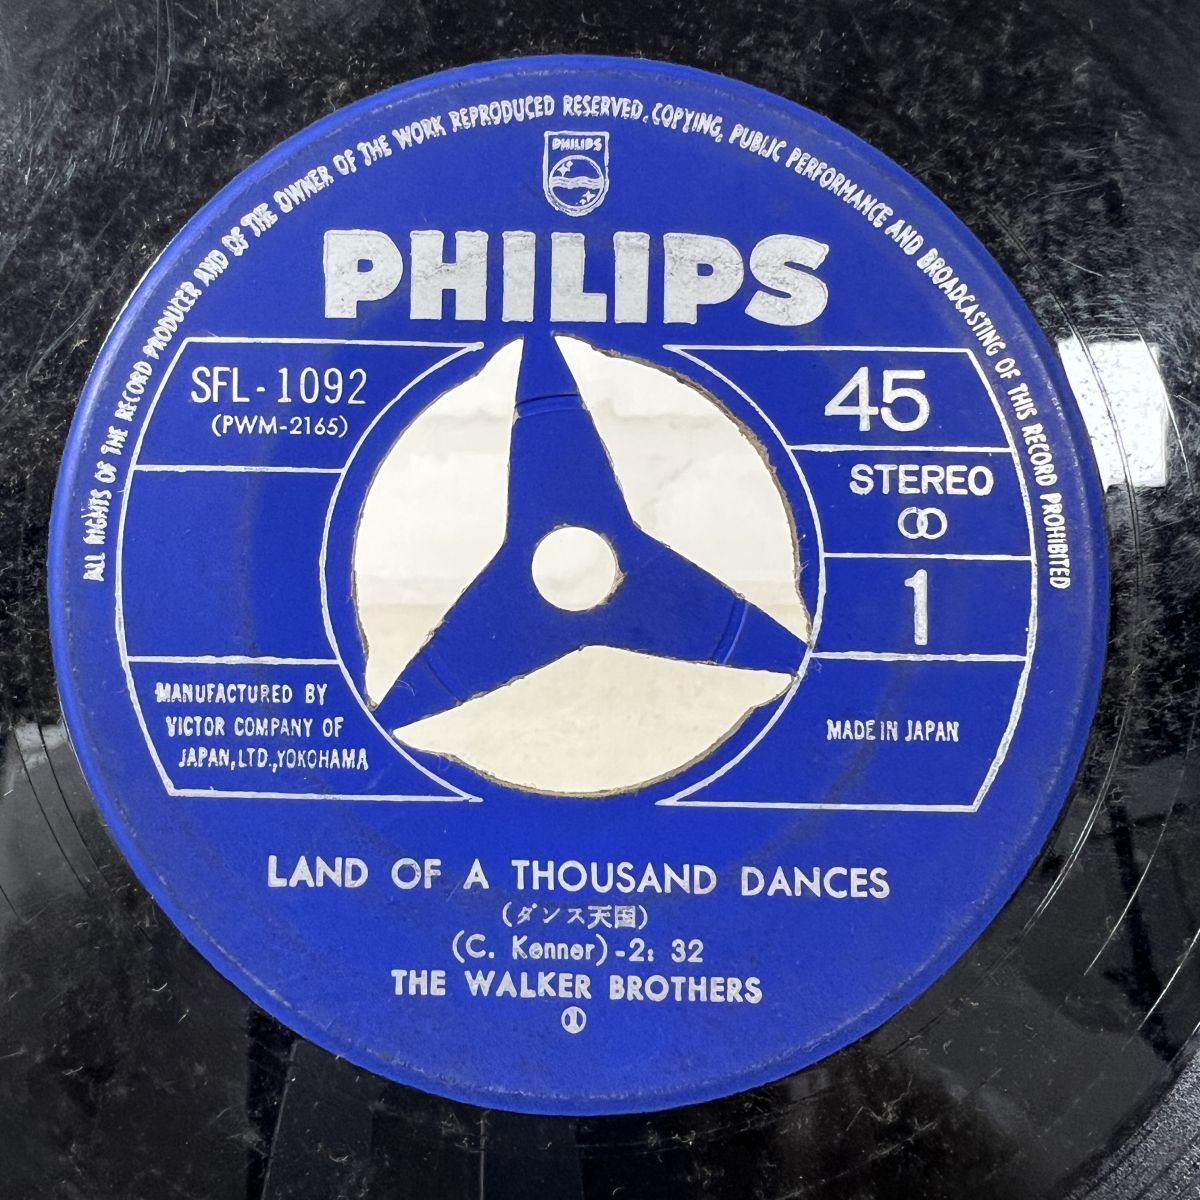 ALL RIGHTS OF THE RECORD PRODUCER AND OF THE OWNER OF THE WORK REPRODUCED RESERVED. COPYING, PUBLIC PERFORMANCE AND BROADCASTING OF THIS RECORD PROHIBITED
PHILIPS
PHILIPS
SFL-1092
(PWM-2165)
45
STEREO
1
MANUFACTURED BY
VICTOR COMPANY OF
JAPAN,LTD.,YOKOHAMA
MADE IN JAPAN
LAND OF A THOUSAND DANCES
(ダンス天国)
(C. Kenner)-2: 32
THE WALKER BROTHERS
①